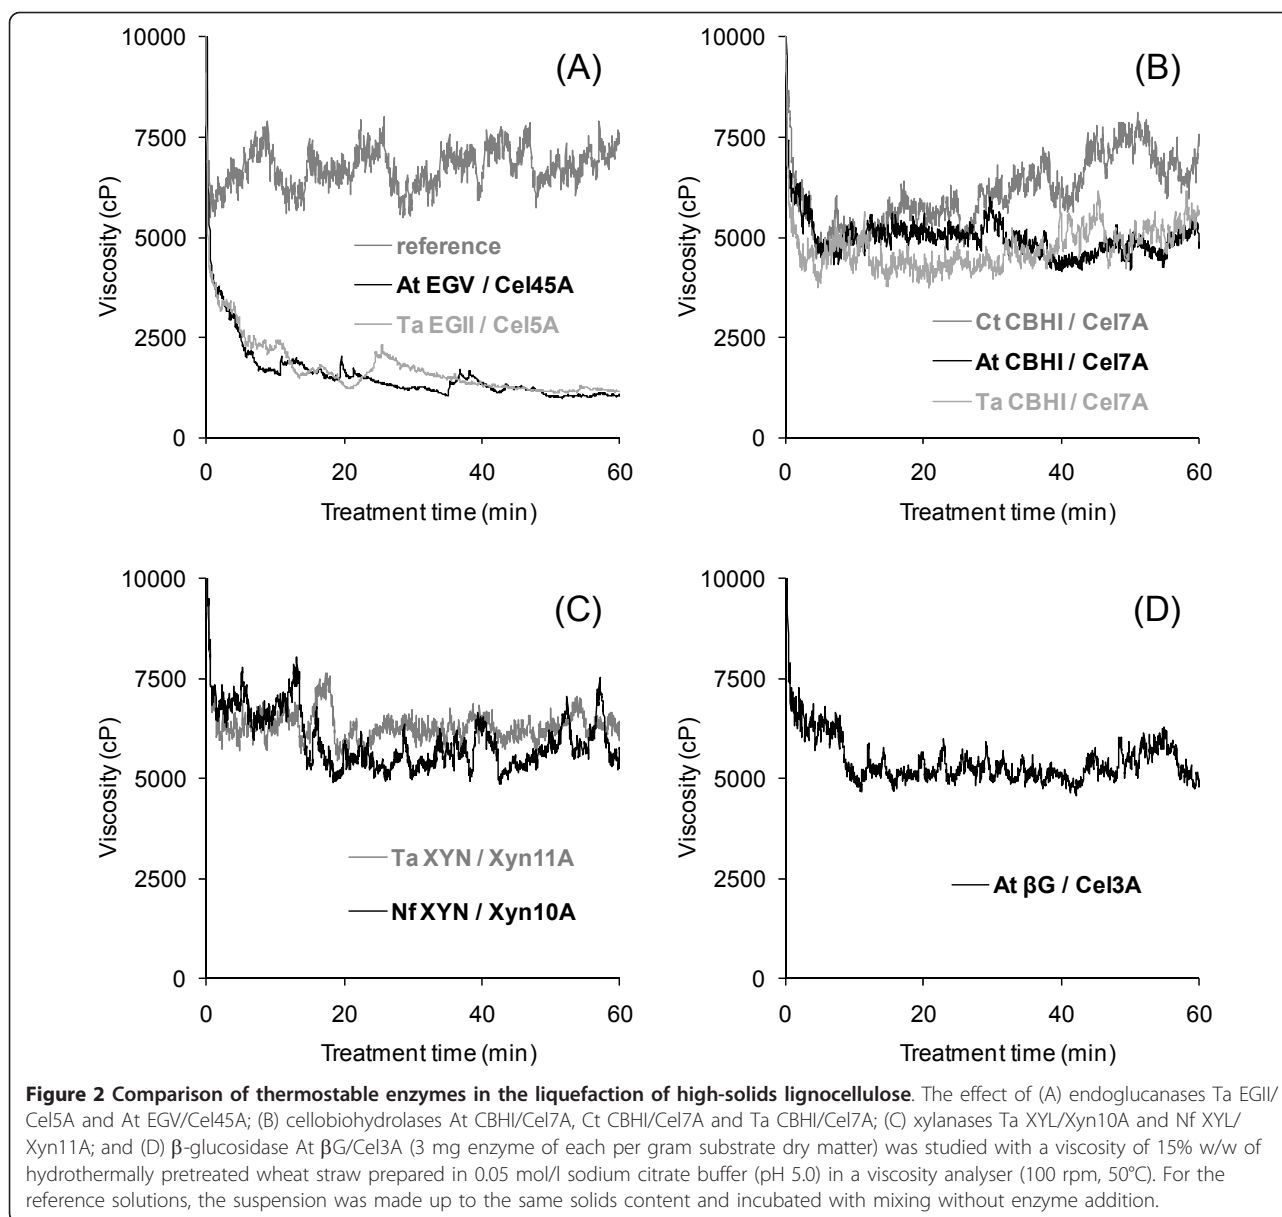 10000
7500
5000
2500
0
Viscosity (cP)
(A)
reference
At EGV / Cel45A
Ta EGII / Cel5A
0 20 40 60
Treatment time (min)
10000
7500
5000
2500
0
Viscosity (cP)
(B)
Ct CBHI / Cel7A
At CBHI / Cel7A
Ta CBHI / Cel7A
0 20 40 60
Treatment time (min)
10000
7500
5000
2500
0
Viscosity (cP)
(C)
Ta XYN / Xyn11A
Nf XYN / Xyn10A
0 20 40 60
Treatment time (min)
10000
7500
5000
2500
0
Viscosity (cP)
(D)
At βG / Cel3A
0 20 40 60
Treatment time (min)
Figure 2 Comparison of thermostable enzymes in the liquefaction of high-solids lignocellulose. The effect of (A) endoglucanases Ta EGII/
Cel5A and At EGV/Cel45A; (B) cellobiohydrolases At CBHI/Cel7A, Ct CBHI/Cel7A and Ta CBHI/Cel7A; (C) xylanases Ta XYL/Xyn10A and Nf XYL/
Xyn11A; and (D) β-glucosidase At βG/Cel3A (3 mg enzyme of each per gram substrate dry matter) was studied with a viscosity of 15% w/w of
hydrothermally pretreated wheat straw prepared in 0.05 mol/l sodium citrate buffer (pH 5.0) in a viscosity analyser (100 rpm, 50°C). For the
reference solutions, the suspension was made up to the same solids content and incubated with mixing without enzyme addition.